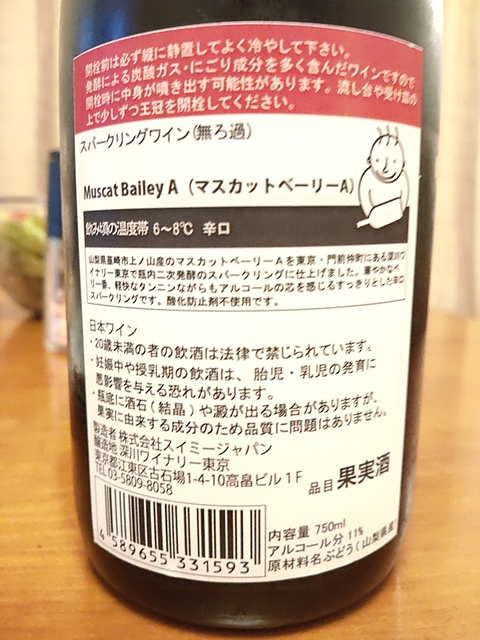 開栓前は必ず縦に静置してよく冷やして下さい。
発酵による炭酸ガス・にごり成分を多く含んだワインですので
開栓時に中身が噴き出す可能性があります。流し台や受け皿の
上で少しずつ王冠を開栓してください。
スパークリングワイン(無ろ過)
Muscat Bailey A（マスカットベーリーA）
飲み頃の温度帯 6～8℃ 辛口
山梨県韮崎市上ノ山産のマスカットベーリーAを東京・門前仲町にある深川ワ
イナリー東京で瓶内二次発酵のスパークリングに仕上げました。華やかなベ
リー香、軽快なタンニンながらもアルコールの芯を感じるすっきりとした辛口
スパークリングです。酸化防止剤不使用です。
日本ワイン
・20歳未満の者の飲酒は法律で禁じられています。
・妊娠中や授乳期の飲酒は、胎児・乳児の発育に
悪影響を与える恐れがあります。
・瓶底に酒石(結晶)や澱が出る場合がありますが、
果実に由来する成分のため品質に問題はありません。
製造者 株式会社スイミージャパン
醸造地 深川ワイナリー東京
東京都江東区古石場1-4-10高畠ビル1F
TEL 03-5809-8058
品目 果実酒
4 589655 331593
内容量 750ml
アルコール分 11%
原材料名 ぶどう(山梨県産)